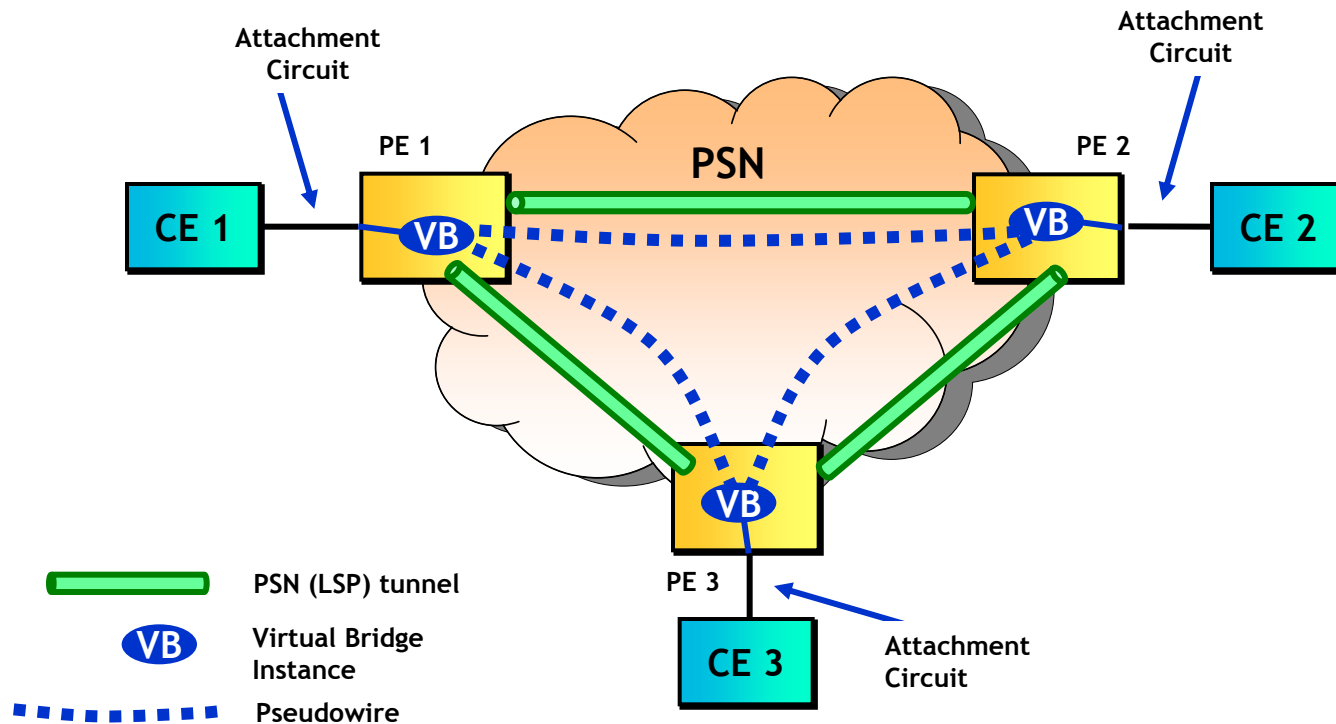 Attachment
Circuit
Attachment
Circuit
PE 1
PSN
PE 2
CE 1
VB
VB
CE 2
VB
PE 3
CE 3
Attachment
Circuit
PSN (LSP) tunnel
VB
Virtual Bridge
Instance
Pseudowire